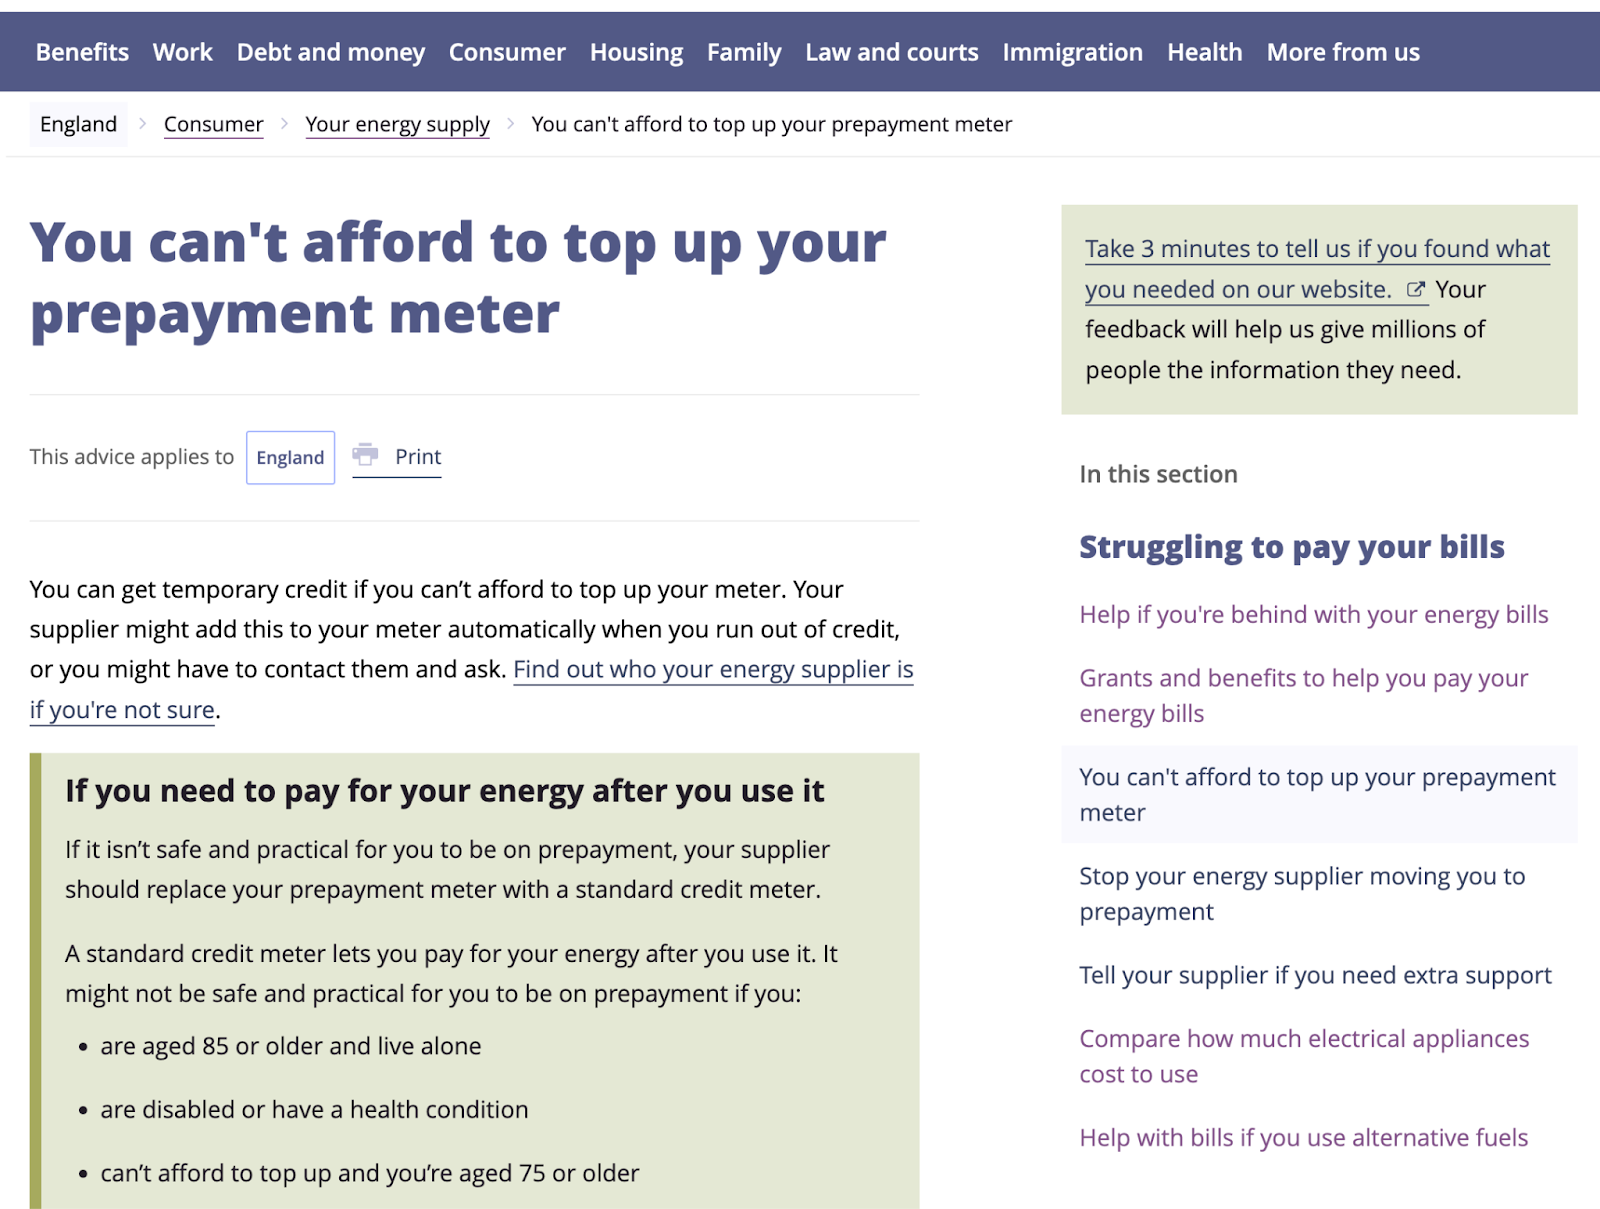 Benefits Work Debt and money Consumer Housing Family Law and courts Immigration Health More from us
England Consumer Your energy supply You can't afford to top up your prepayment meter
You can't afford to top up your
prepayment meter
This advice applies to England Print
You can get temporary credit if you can’t afford to top up your meter. Your
supplier might add this to your meter automatically when you run out of credit,
or you might have to contact them and ask. Find out who your energy supplier is
if you're not sure.
If you need to pay for your energy after you use it
If it isn’t safe and practical for you to be on prepayment, your supplier
should replace your prepayment meter with a standard credit meter.
A standard credit meter lets you pay for your energy after you use it. It
might not be safe and practical for you to be on prepayment if you:
• are aged 85 or older and live alone
• are disabled or have a health condition
• can’t afford to top up and you’re aged 75 or older
Take 3 minutes to tell us if you found what
you needed on our website. Your
feedback will help us give millions of
people the information they need.
In this section
Struggling to pay your bills
Help if you're behind with your energy bills
Grants and benefits to help you pay your
energy bills
You can't afford to top up your prepayment
meter
Stop your energy supplier moving you to
prepayment
Tell your supplier if you need extra support
Compare how much electrical appliances
cost to use
Help with bills if you use alternative fuels